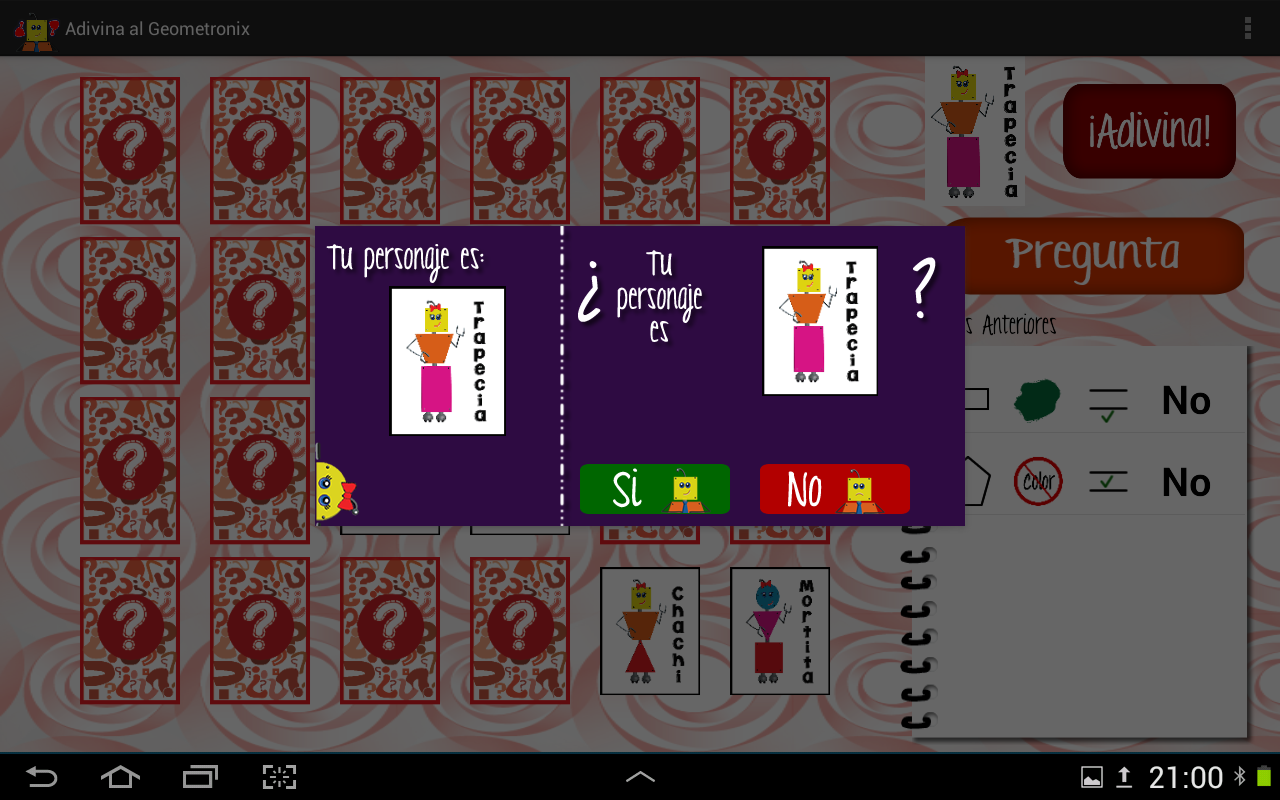 Adivina al Geometronix
Trapecia
¡Adivina!
Pregunta
Tu personaje es:
Trapecia
¿ Tu
personaje
es
Trapecia
?
Si
No
s Anteriores
No
color
No
Chachi
Mortita
21:00